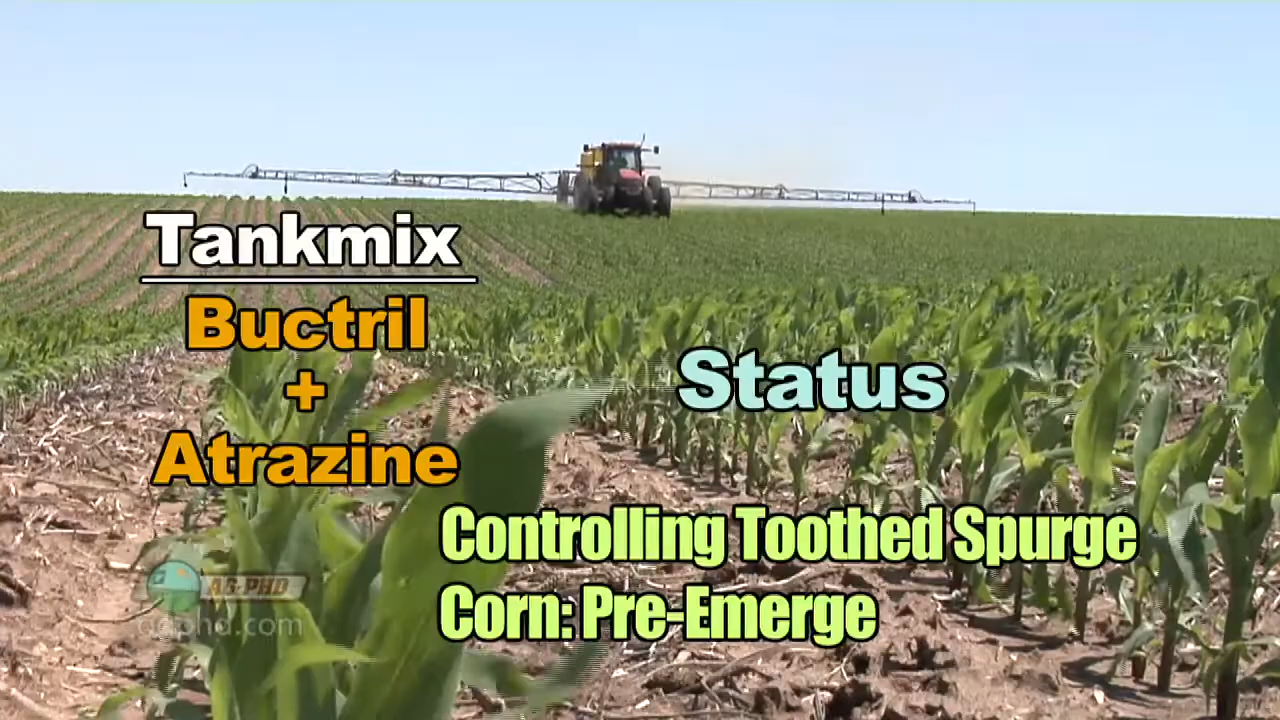 Tankmix
Buctril
+
Atrazine
Status
Controlling Toothed Spurge
Corn: Pre-Emerge
AG-PHD
agphd.com